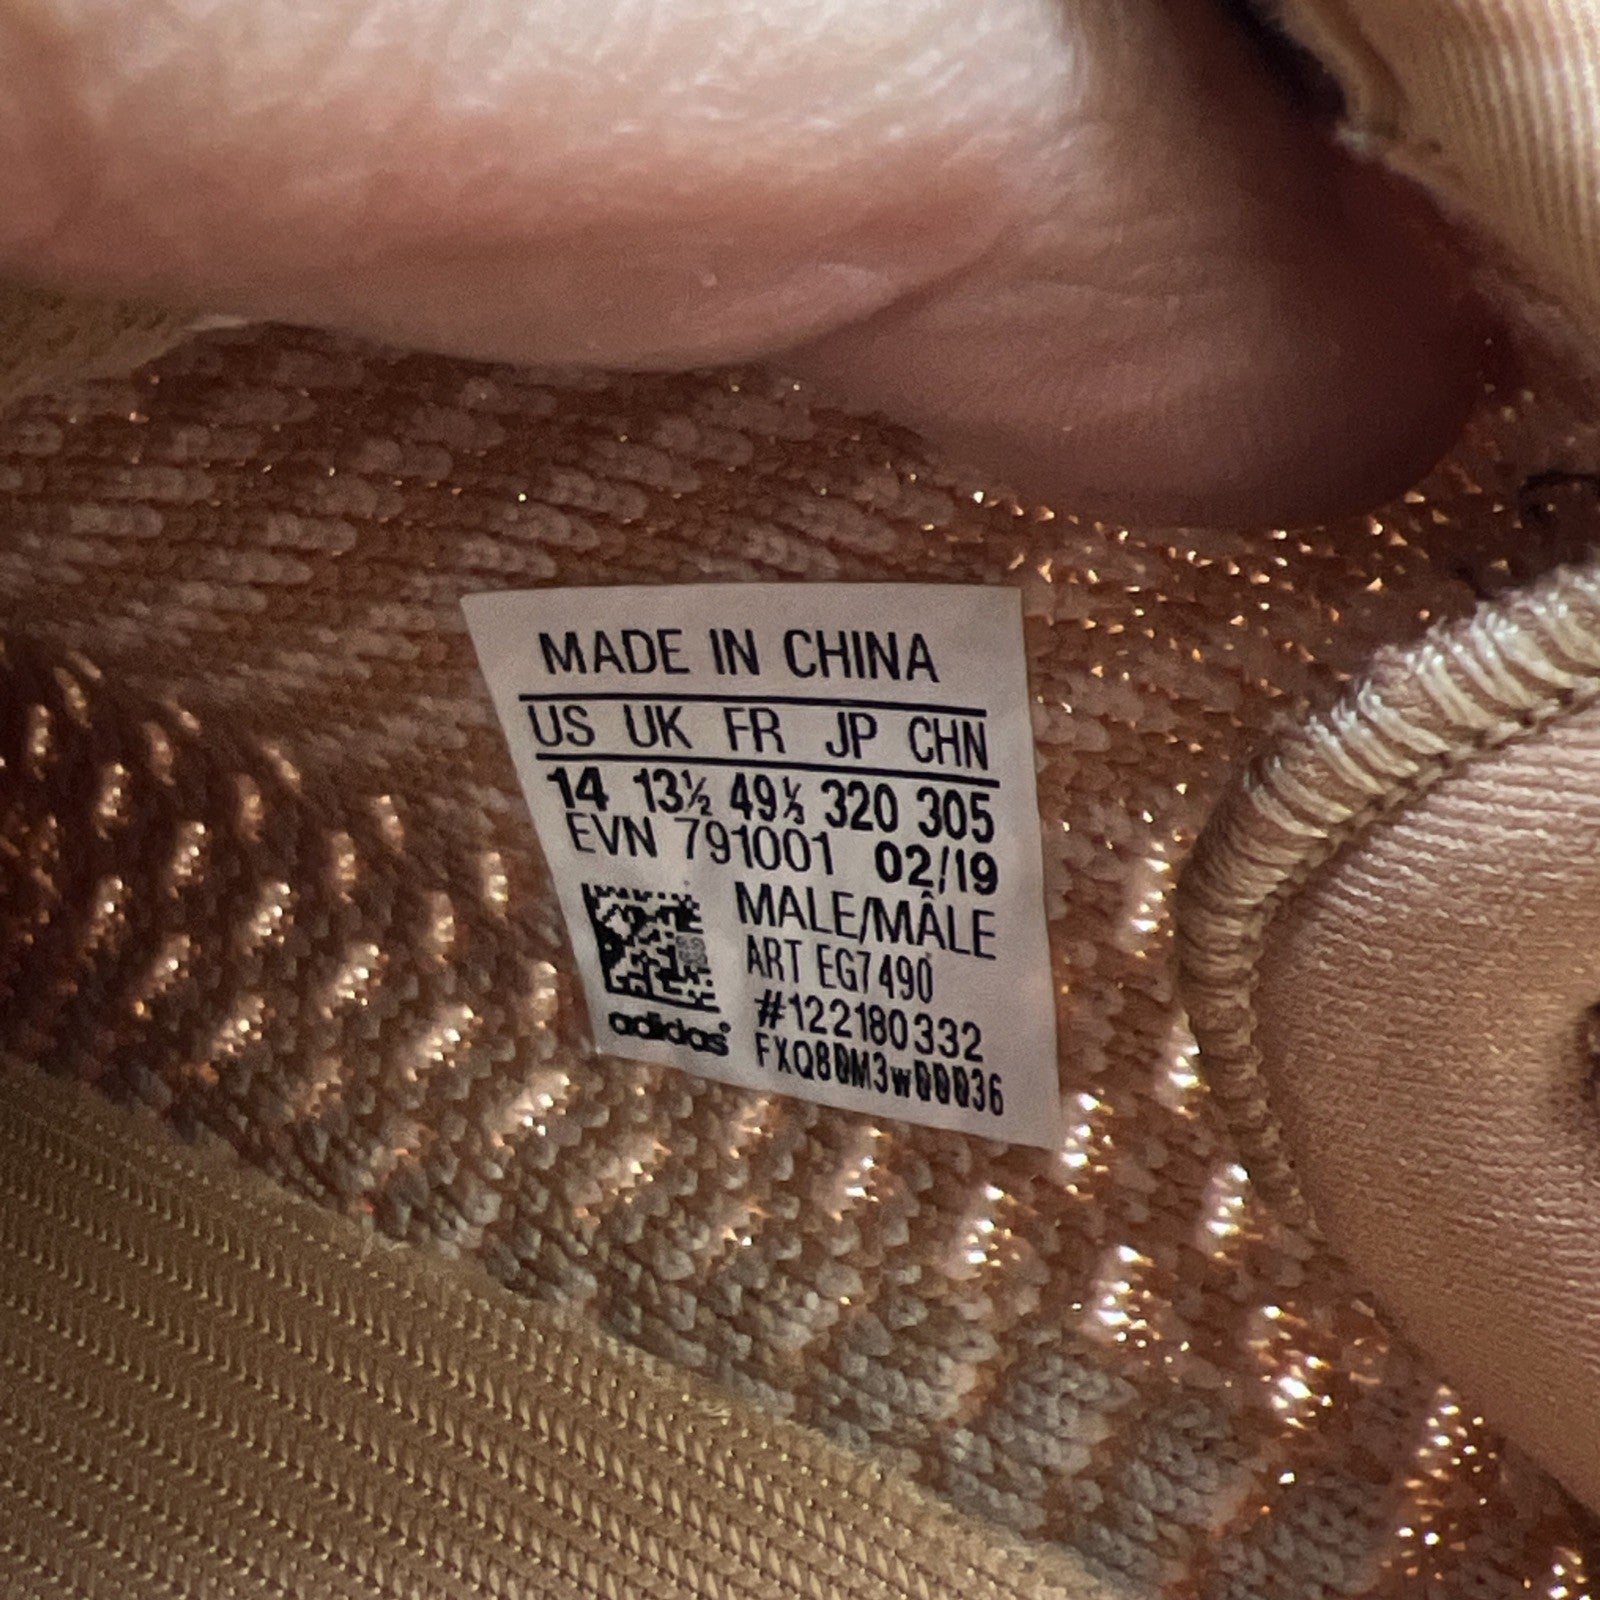 MADE IN CHINA
US UK FR JP CHN
14 13½ 49⅓ 320 305
EVN 791001 02/19
MALE/MÂLE
ART EG7490
#122180332
FXQ80M3w00036
adidas®